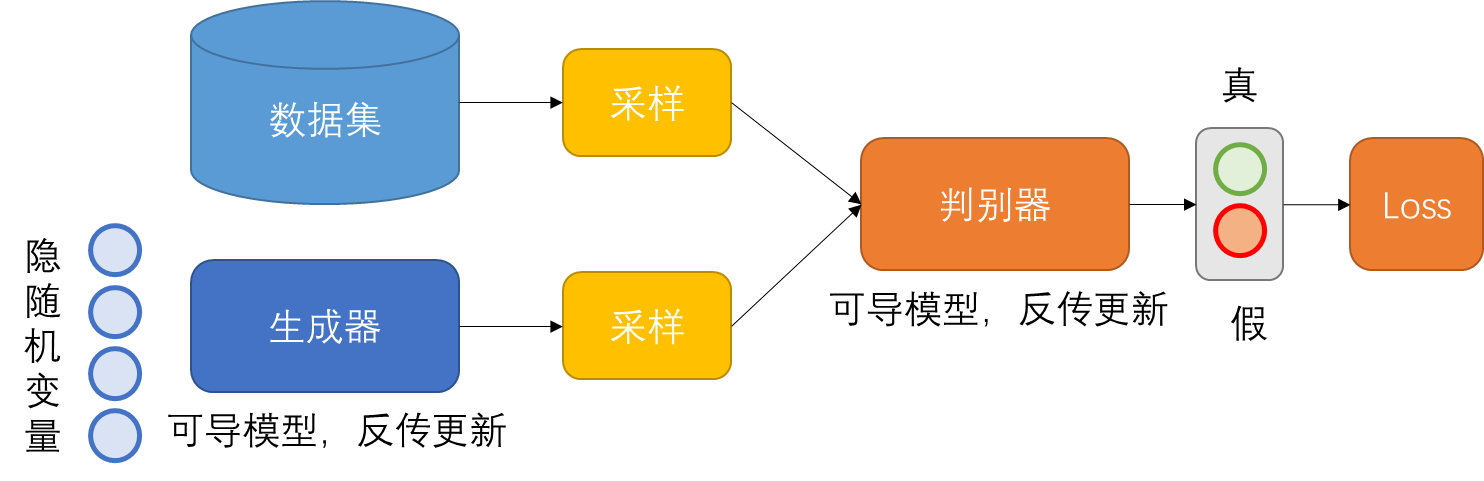 数据集
采样
真
判别器
Loss
可导模型，反传更新
假
隐随机变量
生成器
采样
可导模型，反传更新